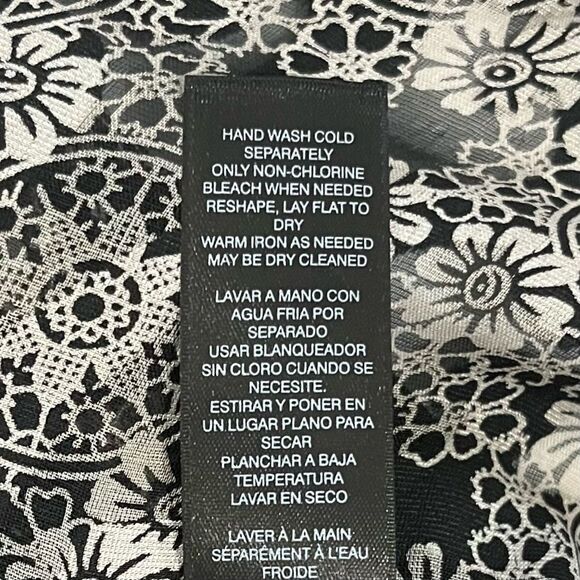 HAND WASH COLD
SEPARATELY
ONLY NON-CHLORINE
BLEACH WHEN NEEDED
RESHAPE, LAY FLAT TO
DRY
WARM IRON AS NEEDED
MAY BE DRY CLEANED
LAVAR A MANO CON
AGUA FRIA POR
SEPARADO
USAR BLANQUEADOR
SIN CLORO CUANDO SE
NECESITE.
ESTIRAR Y PONER EN
UN LUGAR PLANO PARA
SECAR
PLANCHAR A BAJA
TEMPERATURA
LAVAR EN SECO
LAVER À LA MAIN
SÉPARÉMENT À L'EAU
FROIDE